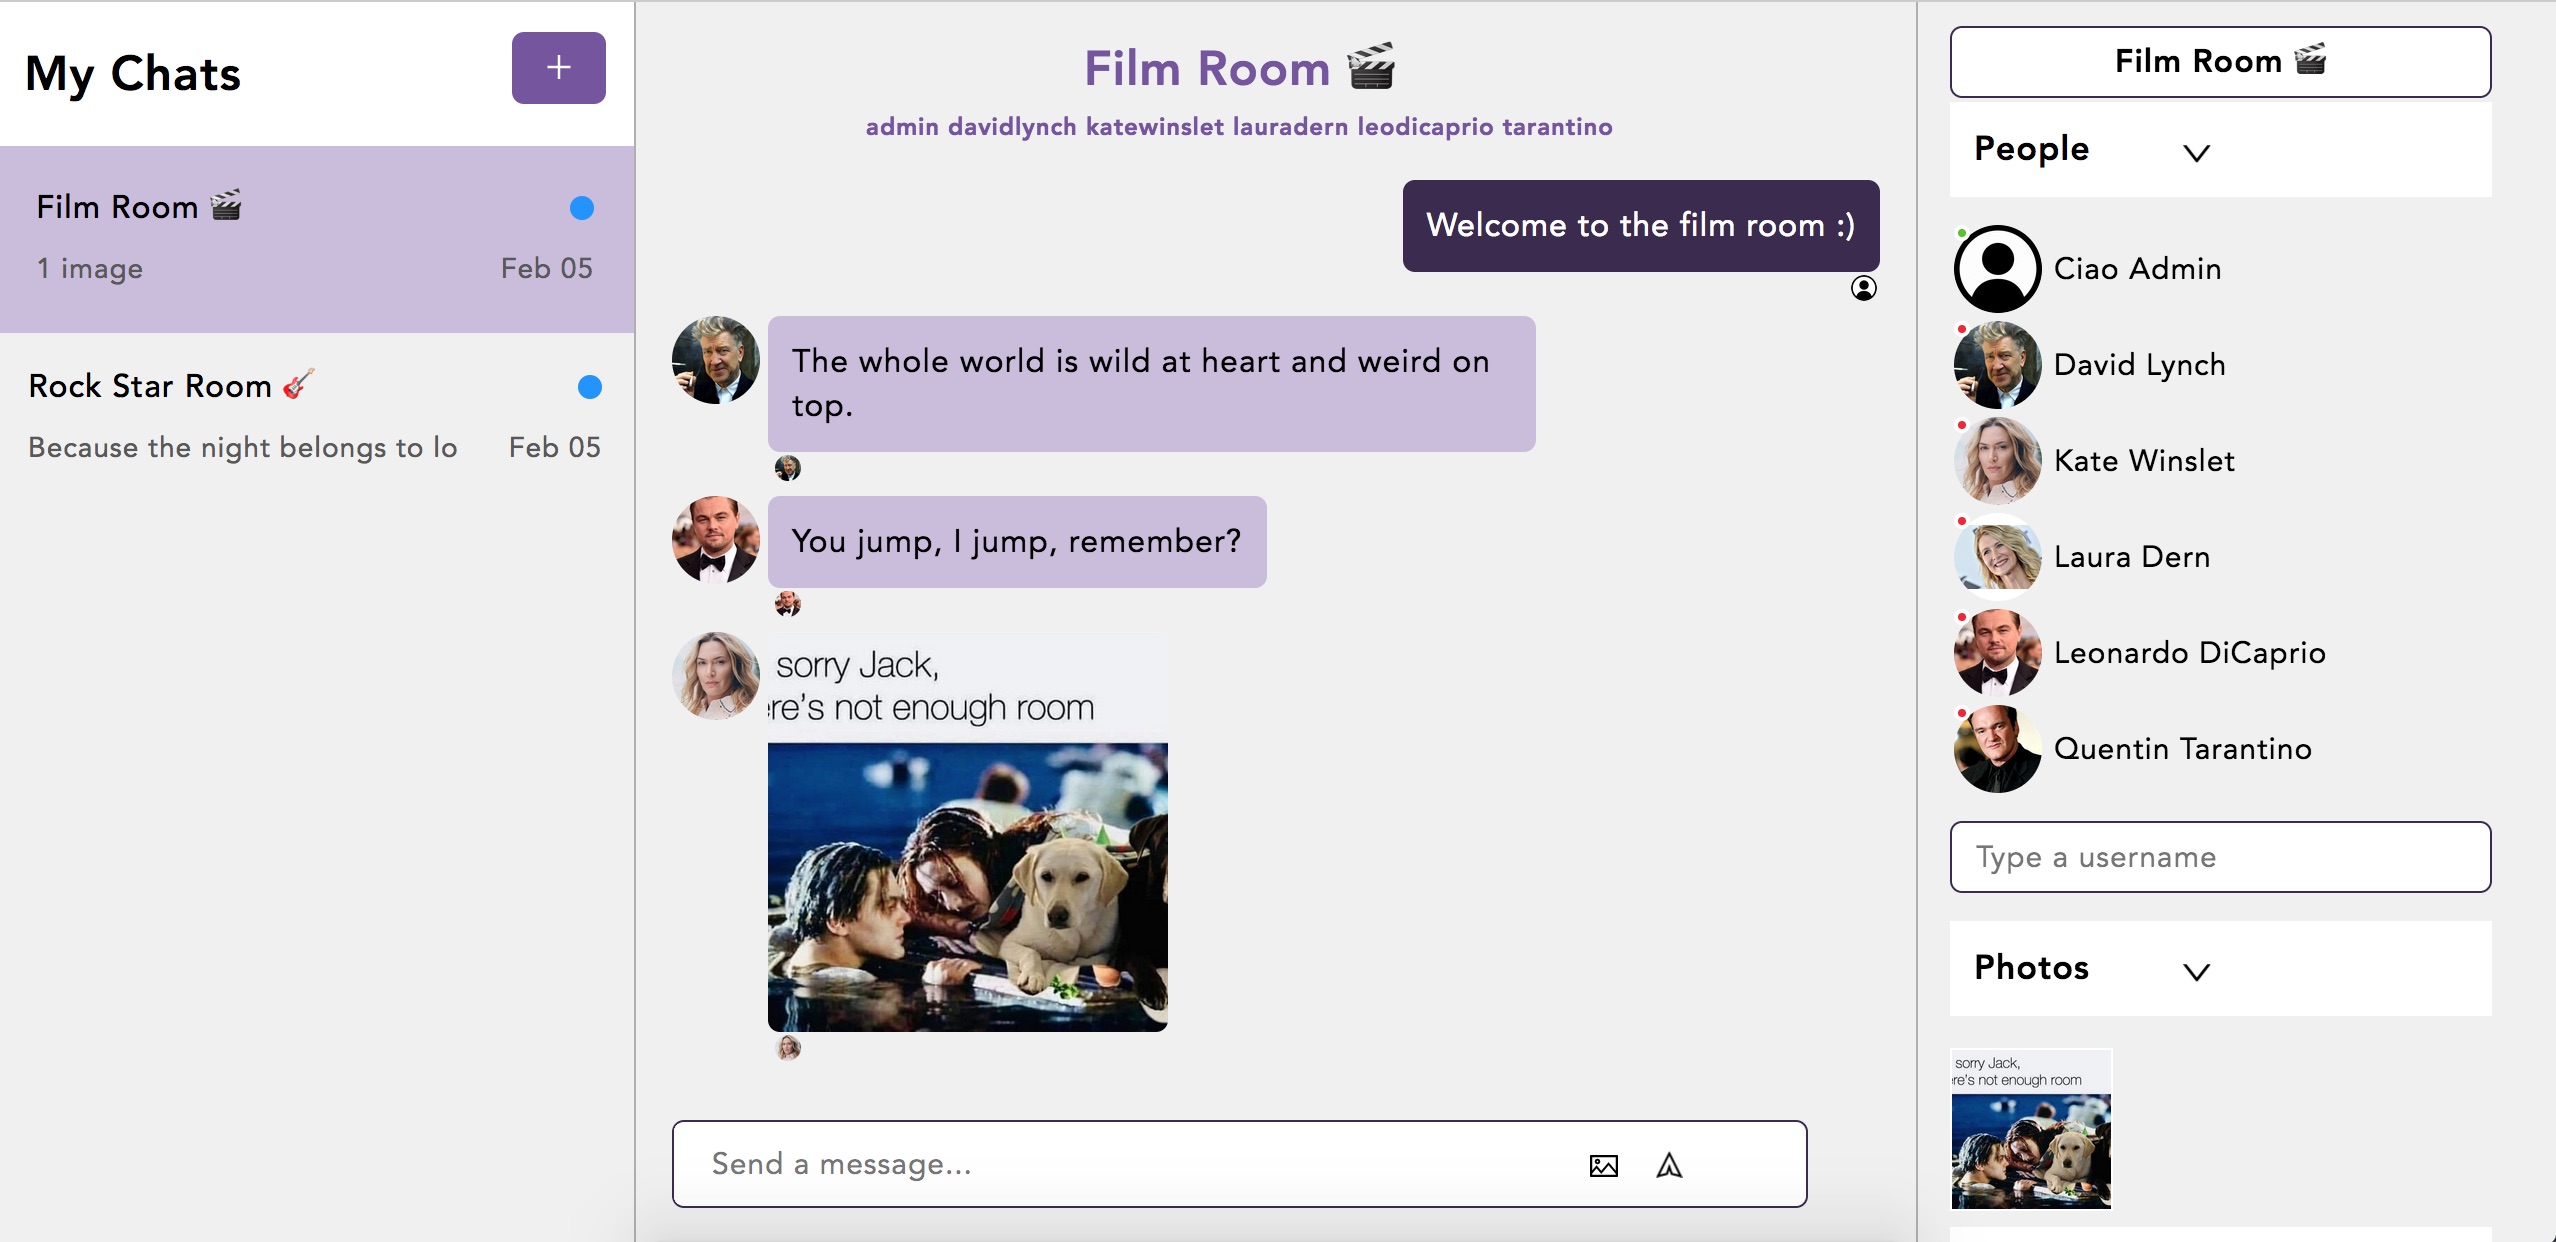 My Chats
+
Film Room 🎬
1 image
Feb 05
Rock Star Room 🎸
Because the night belongs to lo
Feb 05
Film Room 🎬
admin davidlynch katewinslet lauradern leodicaprio tarantino
Welcome to the film room :)
The whole world is wild at heart and weird on
top.
You jump, I jump, remember?
sorry Jack,
re's not enough room
Send a message...
Film Room 🎬
People
Ciao Admin
David Lynch
Kate Winslet
Laura Dern
Leonardo DiCaprio
Quentin Tarantino
Type a username
Photos
sorry Jack,
re's not enough room